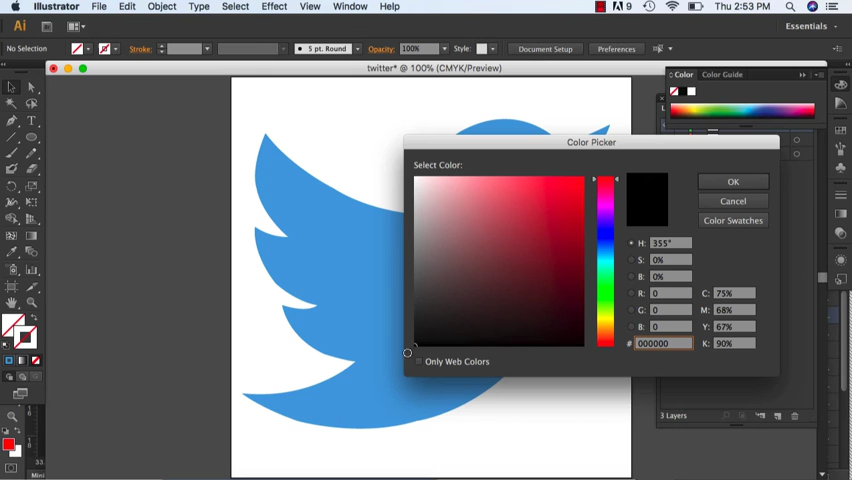 Illustrator File Edit Object Type Select Effect View Window Help 9 Thu 2:53 PM
Ai Essentials
No Selection Stroke: 5 pt. Round Opacity: 100% Style: Document Setup Preferences
twitter* @ 100% (CMYK/Preview)
Color Color Guide
Color Picker
Select Color:
OK
Cancel
Color Swatches
H: 355°
S: 0%
B: 0%
R: 0 C: 75%
G: 0 M: 68%
B: 0 Y: 67%
# 000000 K: 90%
Only Web Colors
3 Layers
Mini